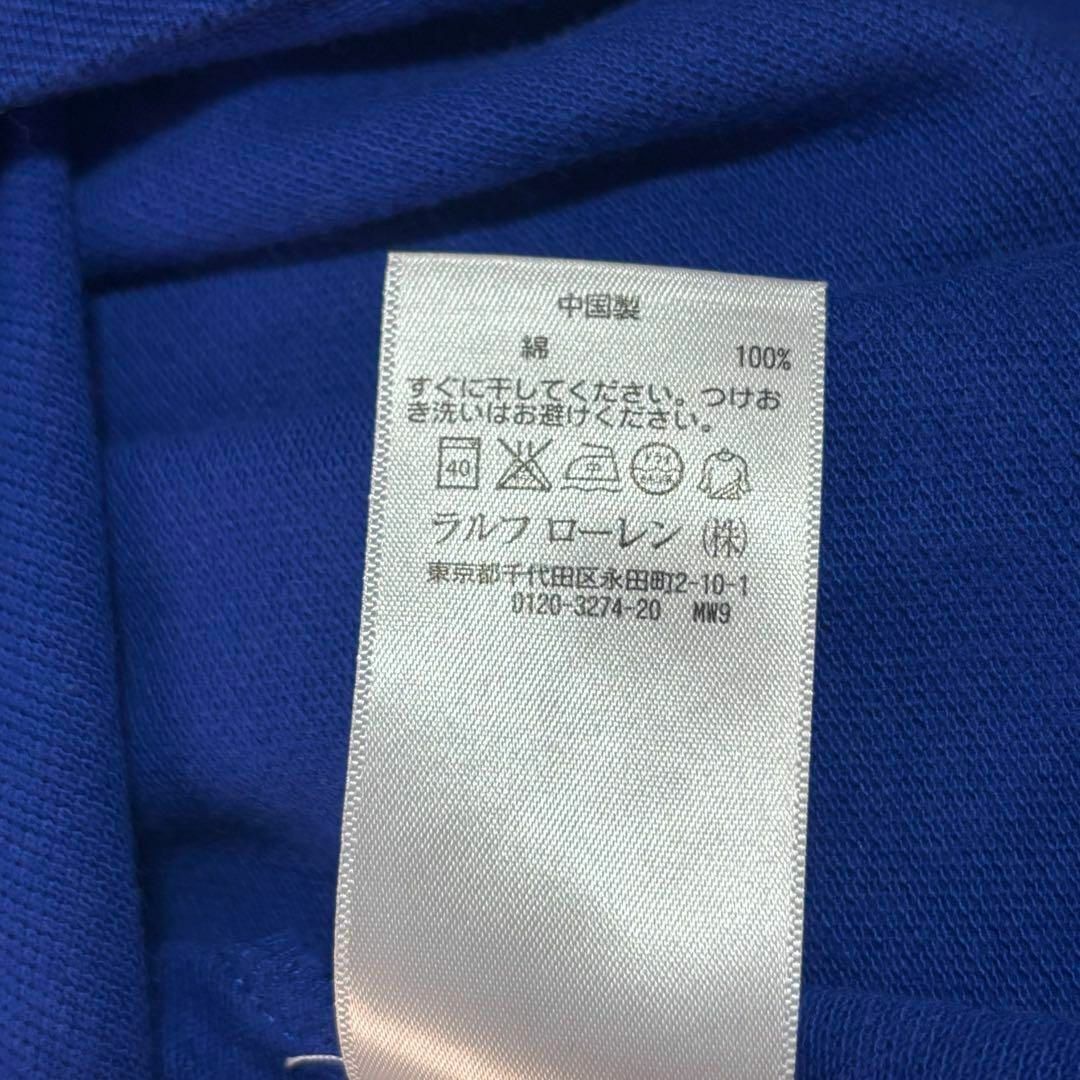 中国製
綿 100%
すぐに干してください。つけお
き洗いはお避けください。
40
ラルフ ローレン (株)
東京都千代田区永田町2-10-1
0120-3274-20 MW9